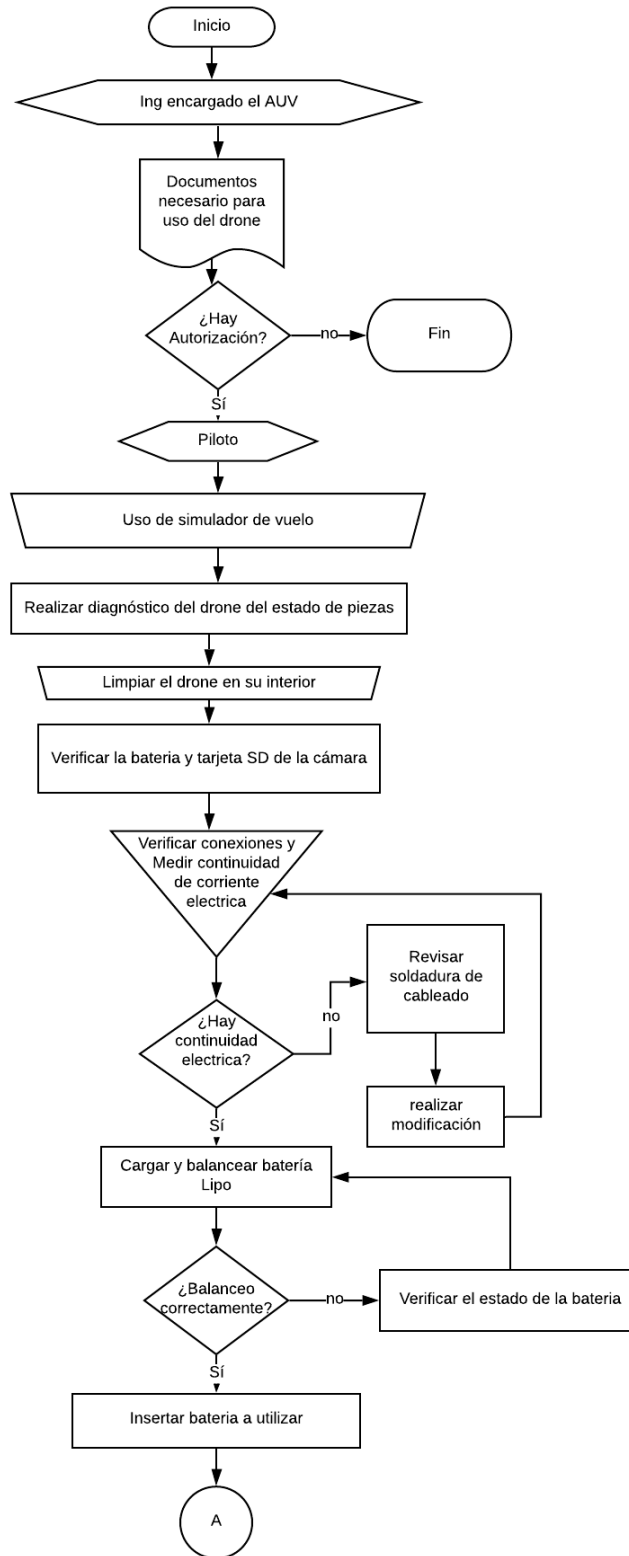 Inicio
Ing encargado el AUV
Documentos
necesario para
uso del drone
¿Hay
Autorización?
no
Fin
Sí
Piloto
Uso de simulador de vuelo
Realizar diagnóstico del drone del estado de piezas
Limpiar el drone en su interior
Verificar la bateria y tarjeta SD de la cámara
Verificar conexiones y
Medir continuidad
de corriente
electrica
Revisar
soldadura de
cableado
no
¿Hay
continuidad
electrica?
realizar
modificación
Sí
Cargar y balancear batería
Lipo
¿Balanceo
correctamente?
no
Verificar el estado de la bateria
Sí
Insertar bateria a utilizar
A